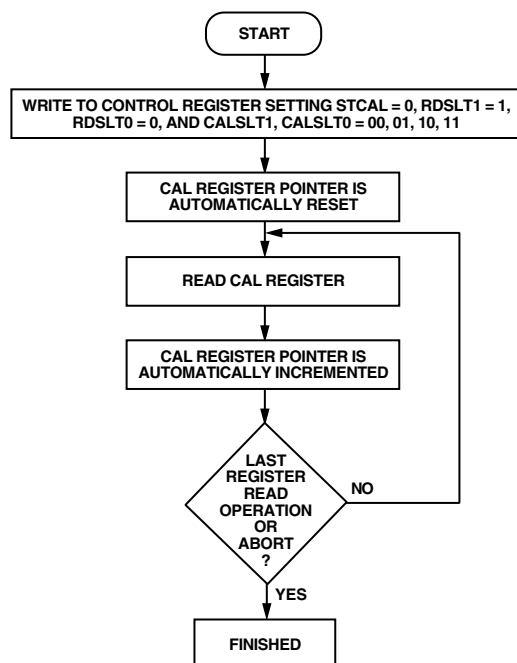 START
WRITE TO CONTROL REGISTER SETTING STCAL = 0, RDSLT1 = 1,
RDSLT0 = 0, AND CALSLT1, CALSLT0 = 00, 01, 10, 11
CAL REGISTER POINTER IS
AUTOMATICALLY RESET
READ CAL REGISTER
CAL REGISTER POINTER IS
AUTOMATICALLY INCREMENTED
LAST
REGISTER
READ
OPERATION
OR
ABORT
?
NO
YES
FINISHED